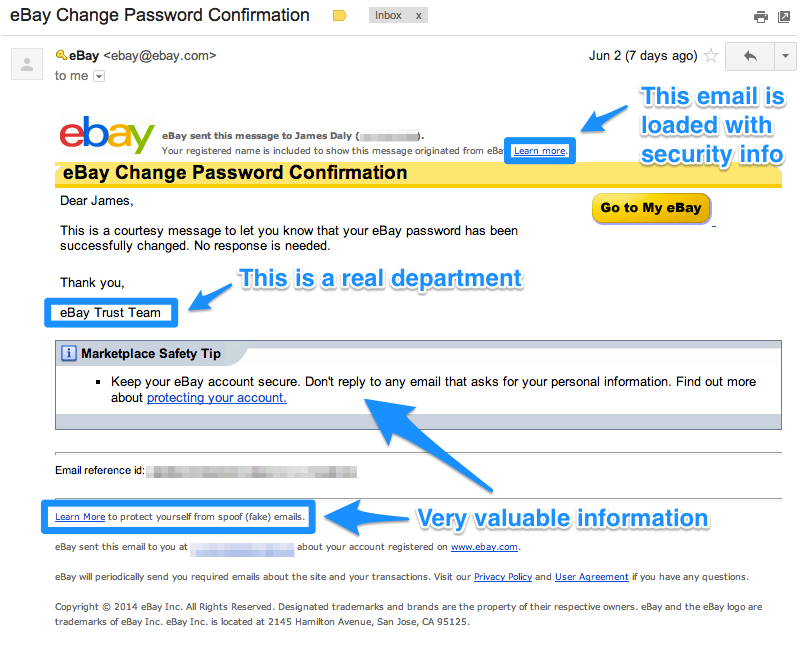 eBay Change Password Confirmation
Inbox x
eBay <ebay@ebay.com>
Jun 2 (7 days ago)
to me
This email is
loaded with
security info
ebay
eBay sent this message to James Daly ( ).
Your registered name is included to show this message originated from eBa Learn more.
eBay Change Password Confirmation
Dear James,
Go to My eBay
This is a courtesy message to let you know that your eBay password has been
successfully changed. No response is needed.
Thank you,
This is a real department
eBay Trust Team
i Marketplace Safety Tip
Keep your eBay account secure. Don't reply to any email that asks for your personal information. Find out more
about protecting your account.
Email reference id:
Learn More to protect yourself from spoof (fake) emails.
Very valuable information
eBay sent this email to you at about your account registered on www.ebay.com.
eBay will periodically send you required emails about the site and your transactions. Visit our Privacy Policy and User Agreement if you have any questions.
Copyright © 2014 eBay Inc. All Rights Reserved. Designated trademarks and brands are the property of their respective owners. eBay and the eBay logo are
trademarks of eBay Inc. eBay Inc. is located at 2145 Hamilton Avenue, San Jose, CA 95125.